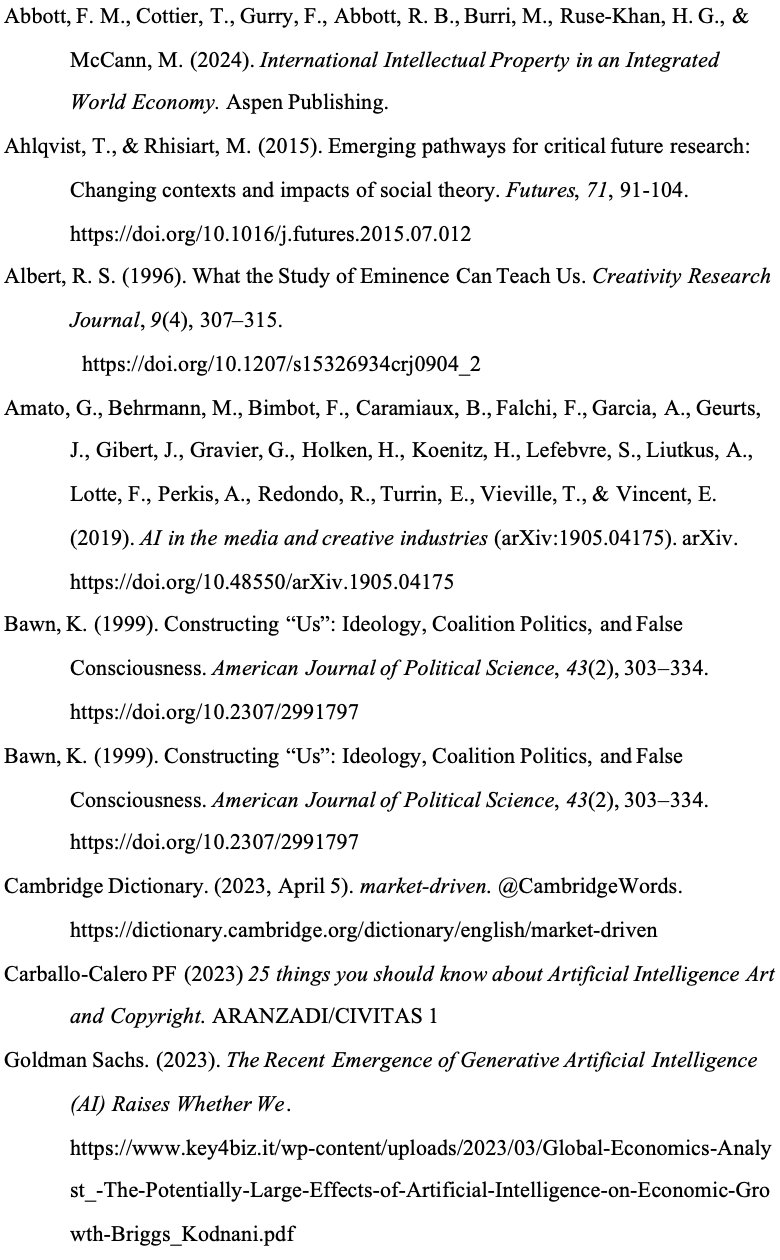 Abbott, F. M., Cottier, T., Gurry, F., Abbott, R. B., Burri, M., Ruse-Khan, H. G., &
McCann, M. (2024). International Intellectual Property in an Integrated
World Economy. Aspen Publishing.
Ahlqvist, T., & Rhisiart, M. (2015). Emerging pathways for critical future research:
Changing contexts and impacts of social theory. Futures, 71, 91-104.
https://doi.org/10.1016/j.futures.2015.07.012
Albert, R. S. (1996). What the Study of Eminence Can Teach Us. Creativity Research
Journal, 9(4), 307–315.
https://doi.org/10.1207/s15326934crj0904_2
Amato, G., Behrmann, M., Bimbot, F., Caramiaux, B., Falchi, F., Garcia, A., Geurts,
J., Gibert, J., Gravier, G., Holken, H., Koenitz, H., Lefebvre, S., Liutkus, A.,
Lotte, F., Perkis, A., Redondo, R., Turrin, E., Vieville, T., & Vincent, E.
(2019). AI in the media and creative industries (arXiv:1905.04175). arXiv.
https://doi.org/10.48550/arXiv.1905.04175
Bawn, K. (1999). Constructing “Us”: Ideology, Coalition Politics, and False
Consciousness. American Journal of Political Science, 43(2), 303–334.
https://doi.org/10.2307/2991797
Bawn, K. (1999). Constructing “Us”: Ideology, Coalition Politics, and False
Consciousness. American Journal of Political Science, 43(2), 303–334.
https://doi.org/10.2307/2991797
Cambridge Dictionary. (2023, April 5). market-driven. @CambridgeWords.
https://dictionary.cambridge.org/dictionary/english/market-driven
Carballo-Calero PF (2023) 25 things you should know about Artificial Intelligence Art
and Copyright. ARANZADI/CIVITAS 1
Goldman Sachs. (2023). The Recent Emergence of Generative Artificial Intelligence
(AI) Raises Whether We.
https://www.key4biz.it/wp-content/uploads/2023/03/Global-Economics-Analy
st_-The-Potentially-Large-Effects-of-Artificial-Intelligence-on-Economic-Gro
wth-Briggs_Kodnani.pdf